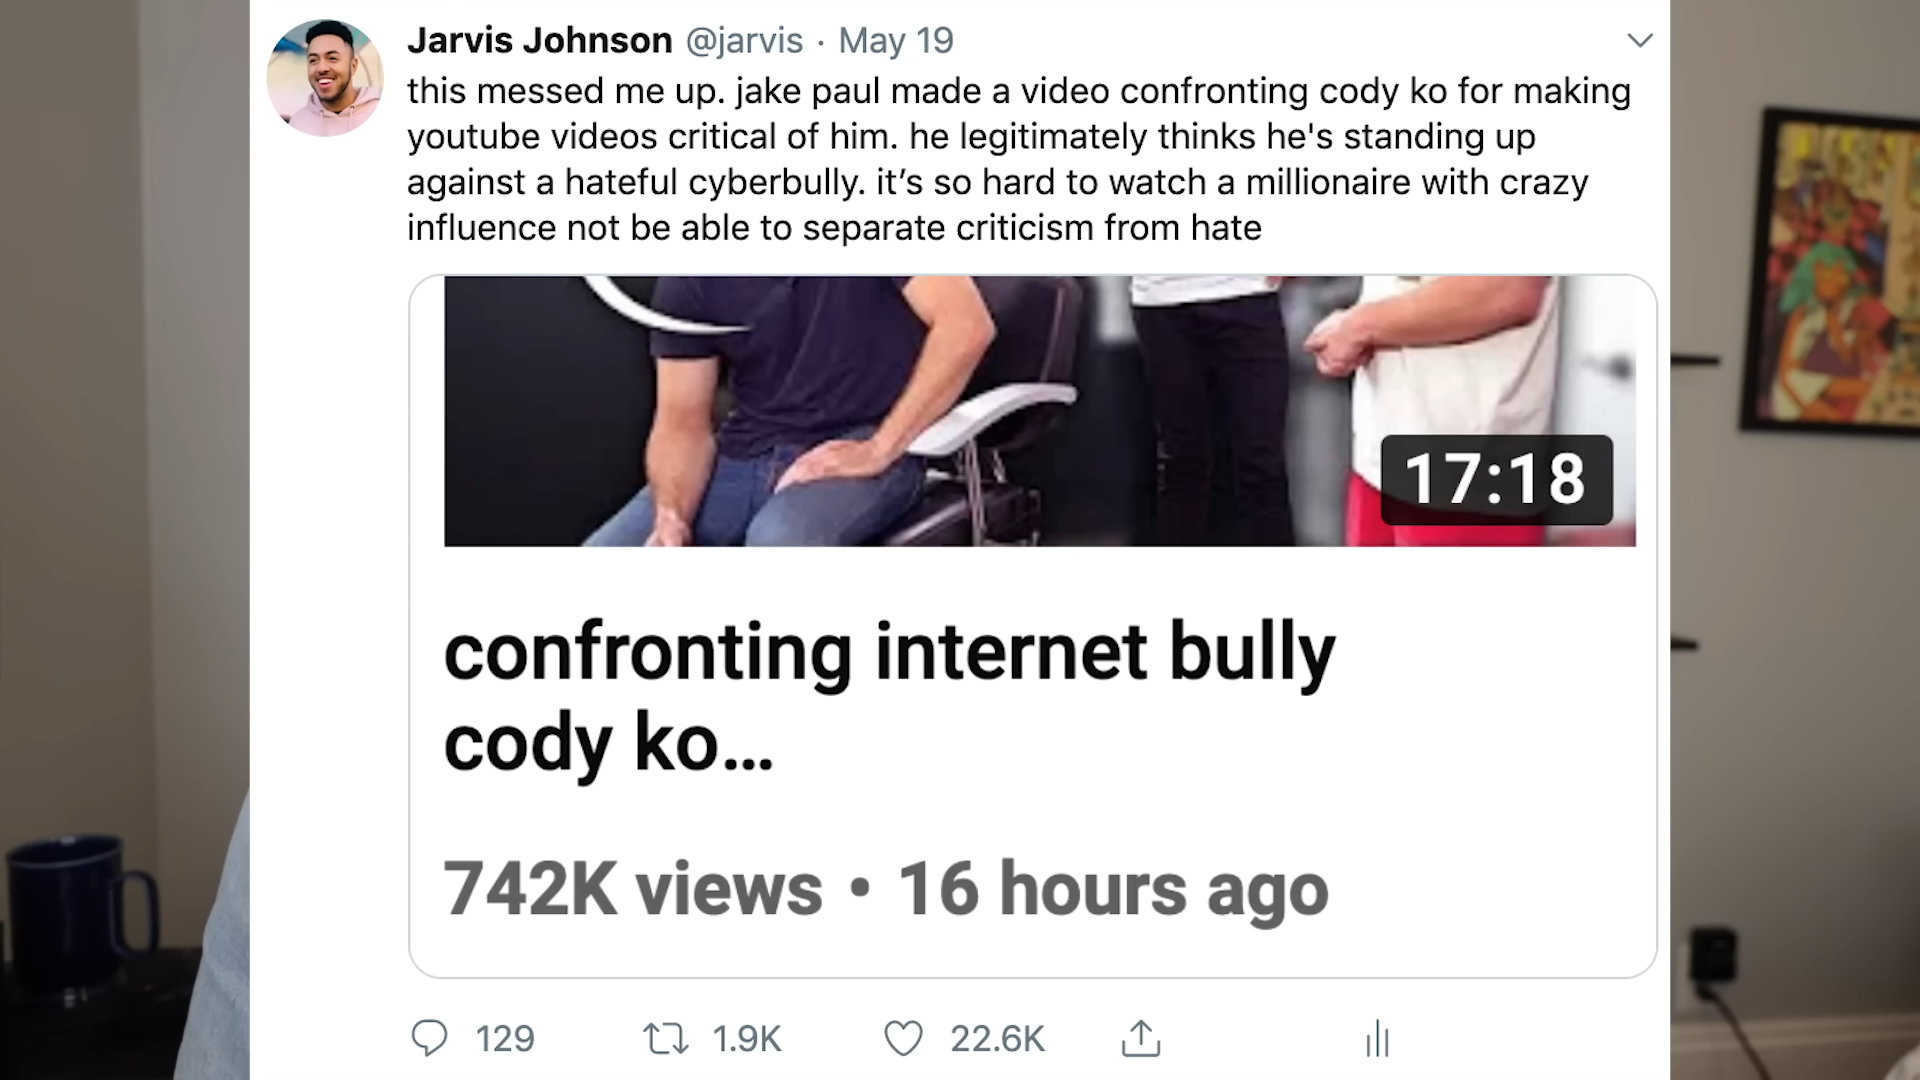 Jarvis Johnson @jarvis · May 19
this messed me up. jake paul made a video confronting cody ko for making
youtube videos critical of him. he legitimately thinks he's standing up
against a hateful cyberbully. it’s so hard to watch a millionaire with crazy
influence not be able to separate criticism from hate
17:18
confronting internet bully
cody ko...
742K views • 16 hours ago
129 1.9K 22.6K